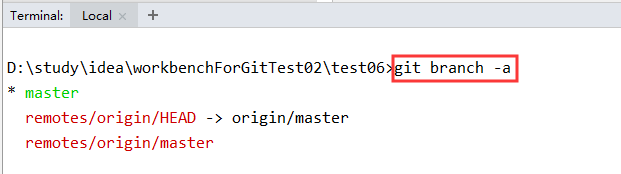 Terminal: Local × +
D:\study\idea\workbenchForGitTest02\test06>git branch -a
* master
remotes/origin/HEAD -> origin/master
remotes/origin/master